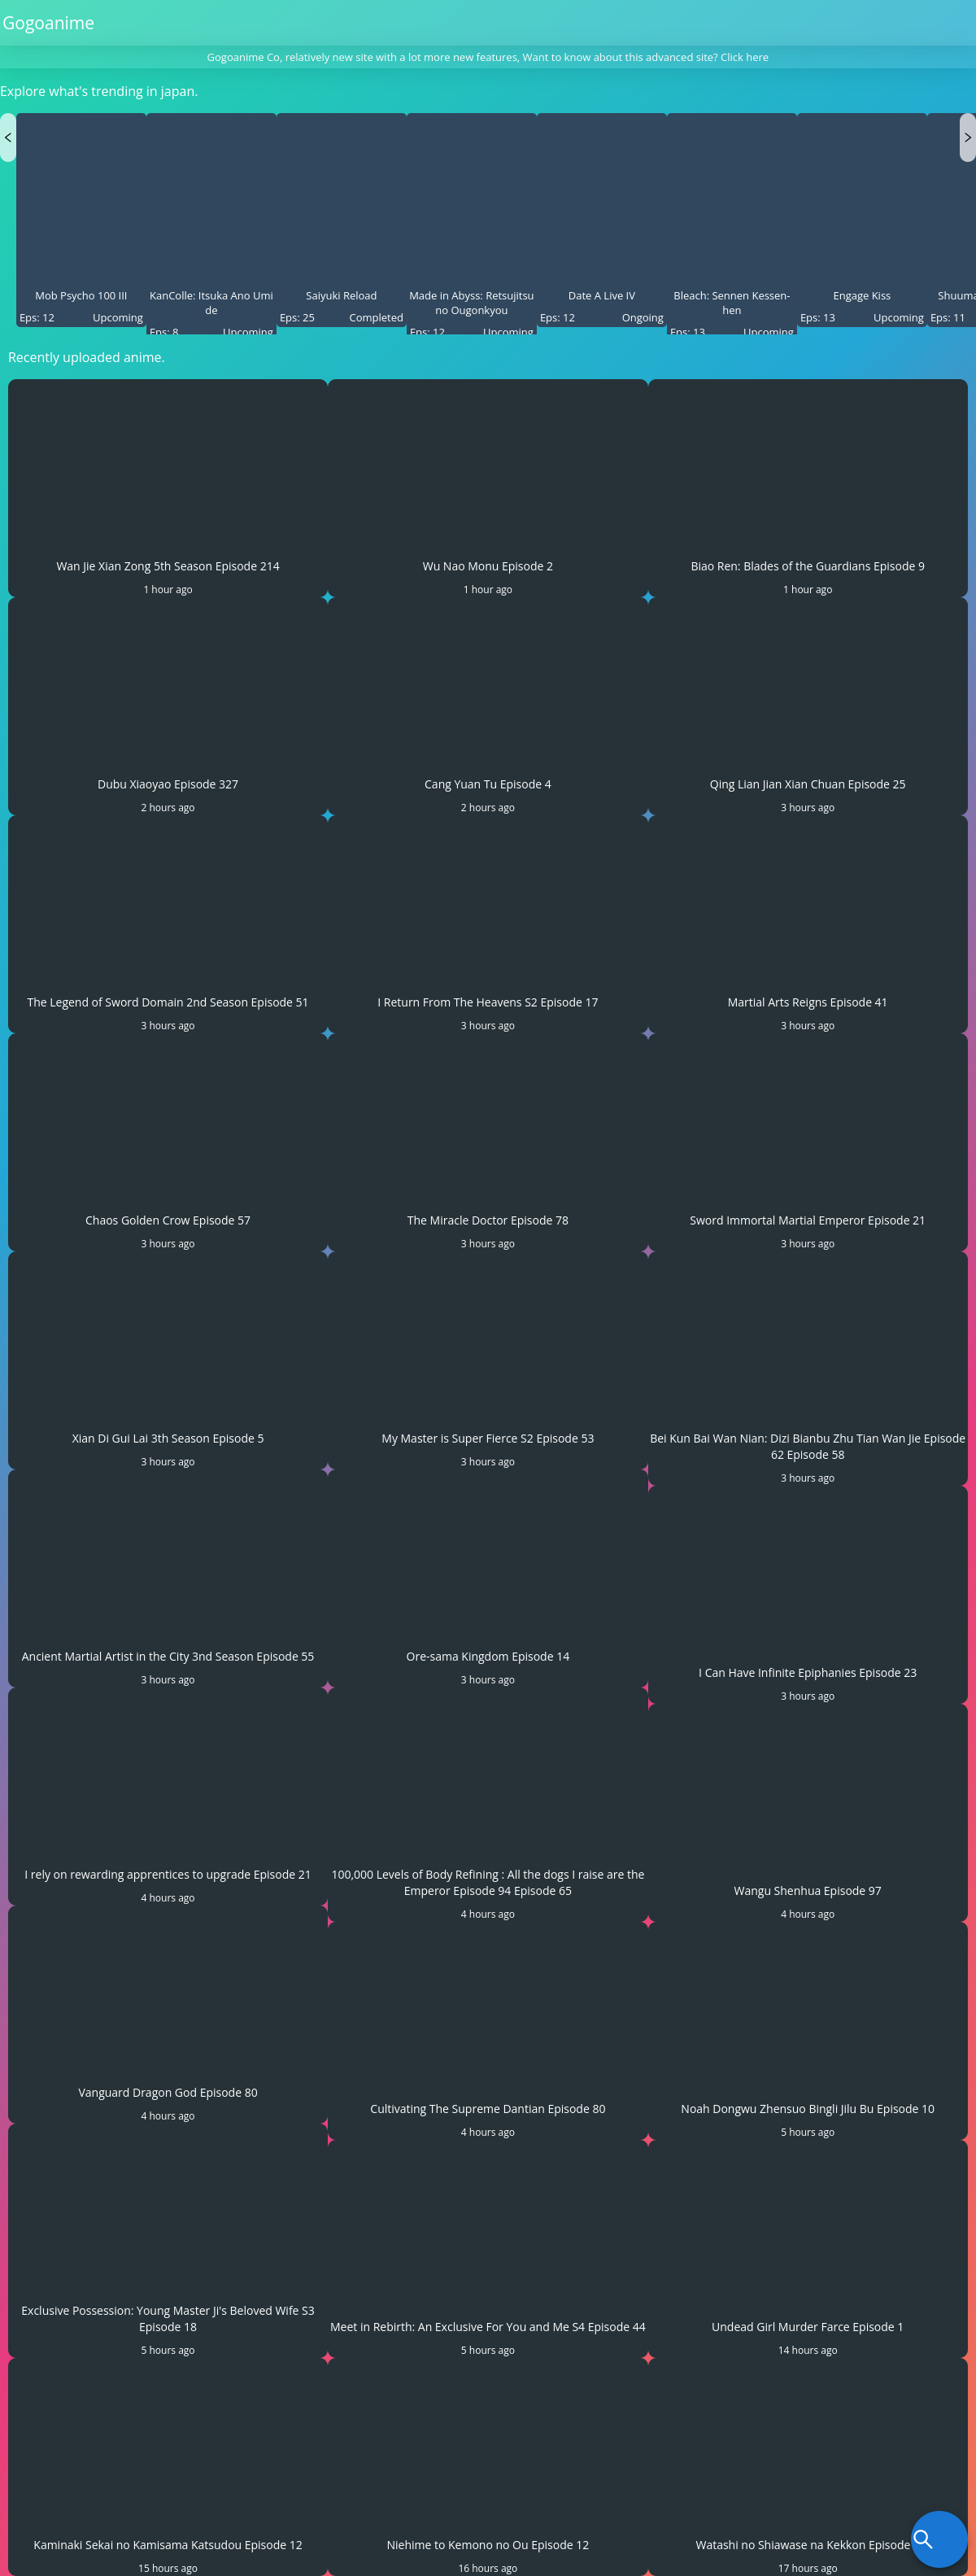 Gogoanime
Gogoanime Co, relatively new site with a lot more new features, Want to know about this advanced site? Click here
Explore what's trending in japan.
Mob Psycho 100 III
Eps: 12 Upcoming
KanColle: Itsuka Ano Umi
de
Eps: 8 Upcoming
Saiyuki Reload
Eps: 25 Completed
Made in Abyss: Retsujitsu
no Ougonkyou
Eps: 12 Upcoming
Date A Live IV
Eps: 12 Ongoing
Bleach: Sennen Kessen-
hen
Eps: 13 Upcoming
Engage Kiss
Eps: 13 Upcoming
Eps: 11
Recently uploaded anime.
Wan Jie Xian Zong 5th Season Episode 214
1 hour ago
Wu Nao Monu Episode 2
1 hour ago
Biao Ren: Blades of the Guardians Episode 9
1 hour ago
Dubu Xiaoyao Episode 327
2 hours ago
Cang Yuan Tu Episode 4
2 hours ago
Qing Lian Jian Xian Chuan Episode 25
3 hours ago
The Legend of Sword Domain 2nd Season Episode 51
3 hours ago
I Return From The Heavens S2 Episode 17
3 hours ago
Martial Arts Reigns Episode 41
3 hours ago
Chaos Golden Crow Episode 57
3 hours ago
The Miracle Doctor Episode 78
3 hours ago
Sword Immortal Martial Emperor Episode 21
3 hours ago
Xian Di Gui Lai 3th Season Episode 5
3 hours ago
My Master is Super Fierce S2 Episode 53
3 hours ago
Bei Kun Bai Wan Nian: Dizi Bianbu Zhu Tian Wan Jie Episode
62 Episode 58
3 hours ago
Ancient Martial Artist in the City 3nd Season Episode 55
3 hours ago
Ore-sama Kingdom Episode 14
3 hours ago
I Can Have Infinite Epiphanies Episode 23
3 hours ago
I rely on rewarding apprentices to upgrade Episode 21
4 hours ago
100,000 Levels of Body Refining : All the dogs I raise are the
Emperor Episode 94 Episode 65
4 hours ago
Wangu Shenhua Episode 97
4 hours ago
Vanguard Dragon God Episode 80
4 hours ago
Cultivating The Supreme Dantian Episode 80
4 hours ago
Noah Dongwu Zhensuo Bingli Jilu Bu Episode 10
5 hours ago
Exclusive Possession: Young Master Ji's Beloved Wife S3
Episode 18
5 hours ago
Meet in Rebirth: An Exclusive For You and Me S4 Episode 44
5 hours ago
Undead Girl Murder Farce Episode 1
14 hours ago
Kaminaki Sekai no Kamisama Katsudou Episode 12
15 hours ago
Niehime to Kemono no Ou Episode 12
16 hours ago
Watashi no Shiawase na Kekkon Episode
17 hours ago